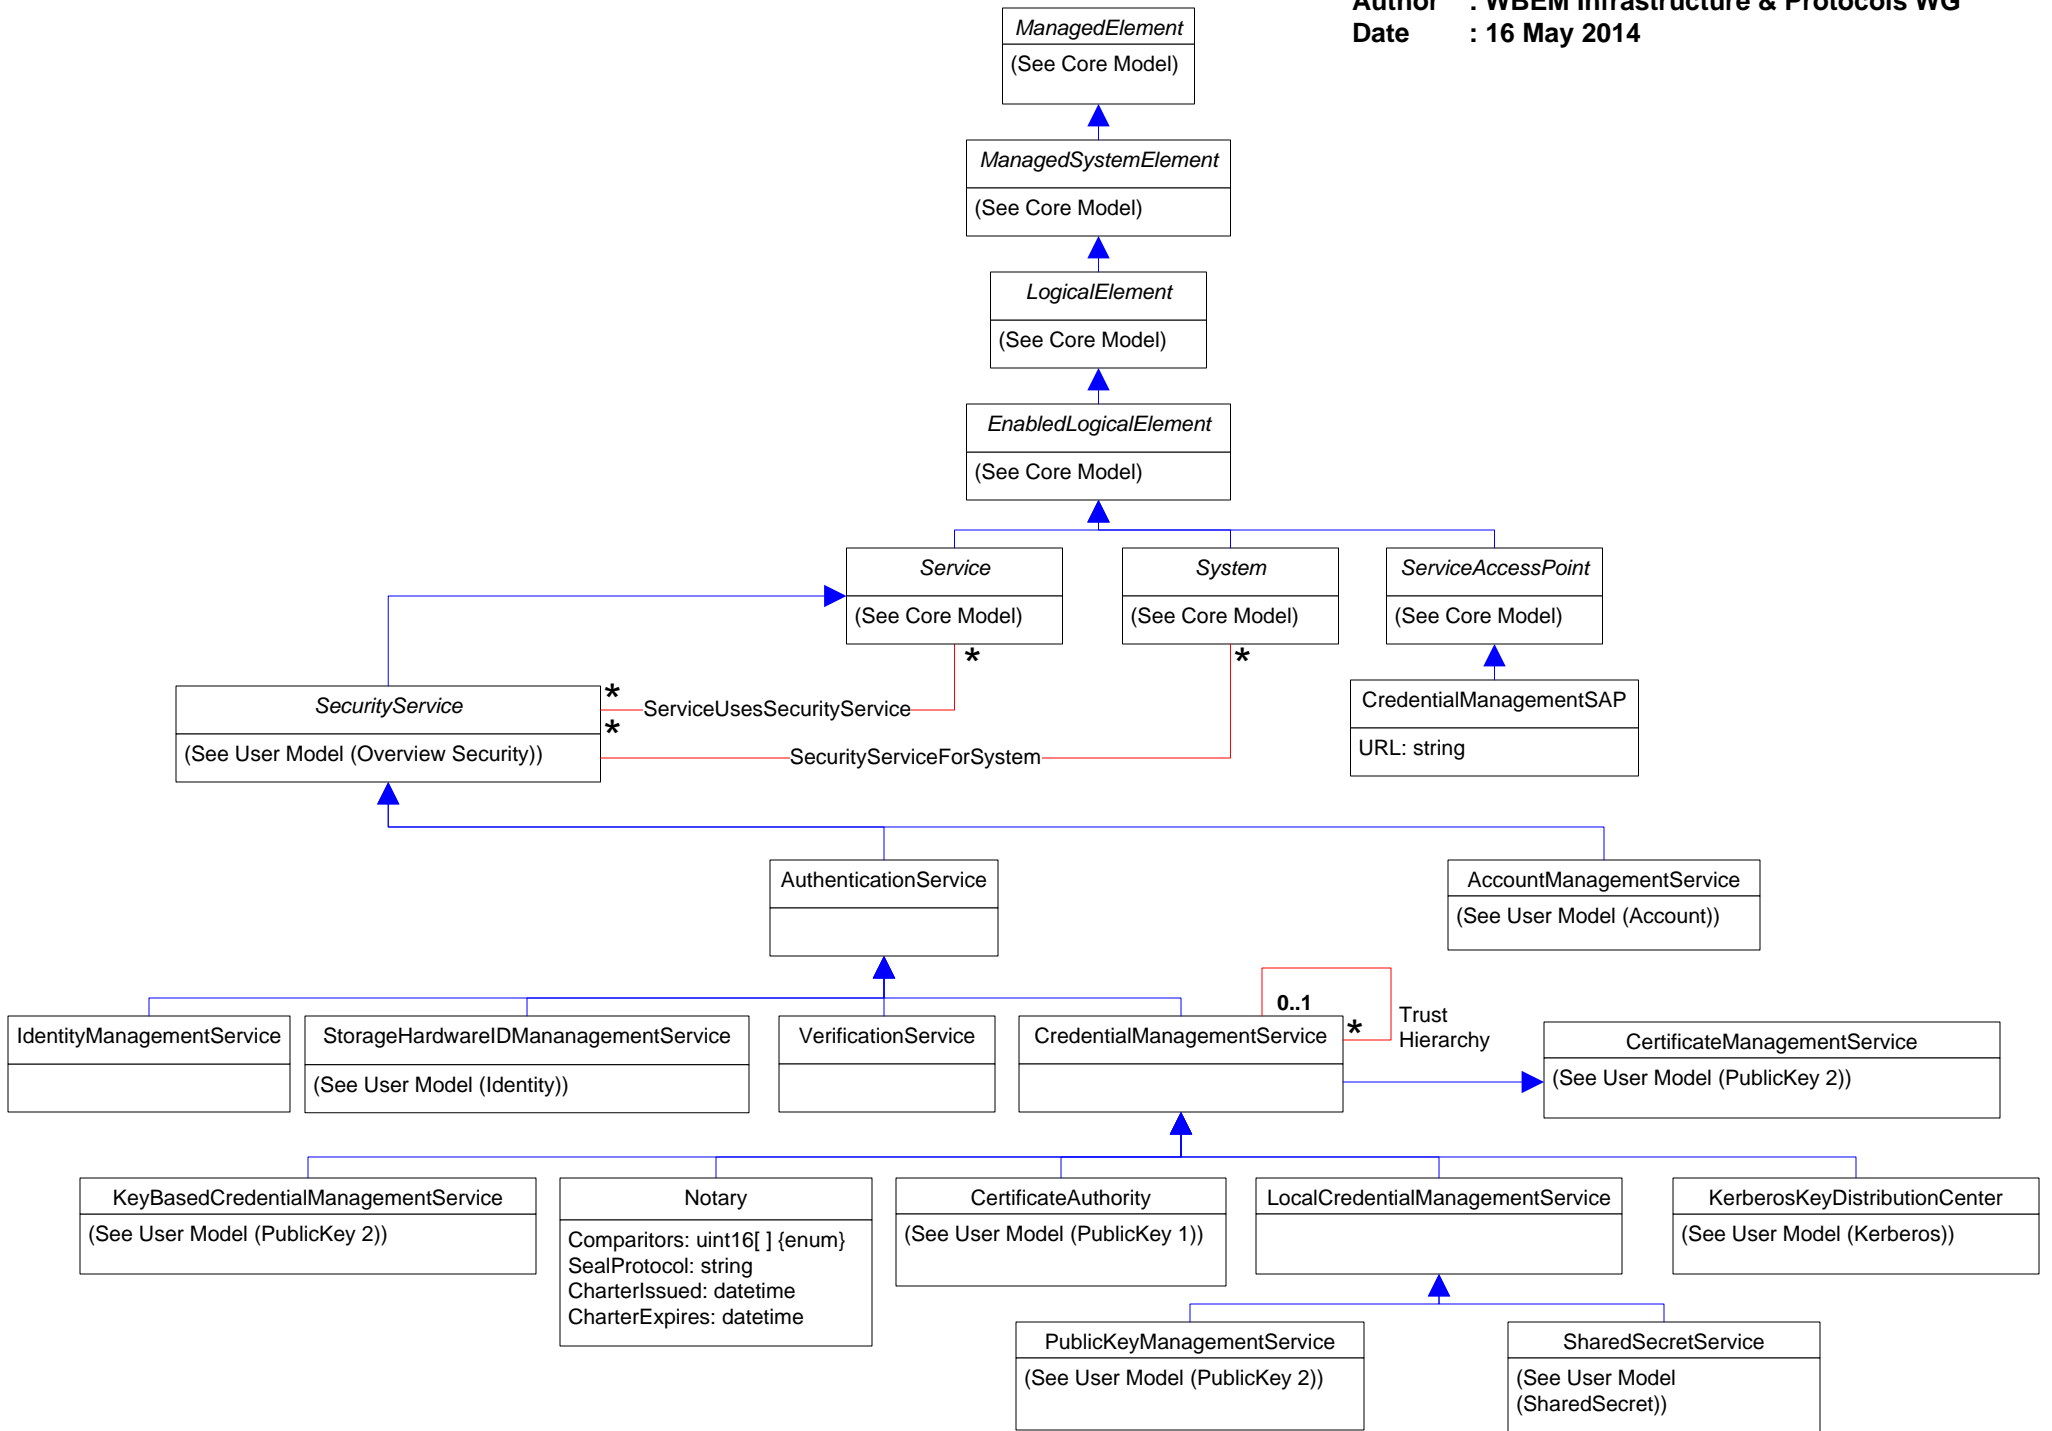 Author : WBEM Infrastructure & Protocols WG
Date : 16 May 2014
ManagedElement
(See Core Model)
ManagedSystemElement
(See Core Model)
LogicalElement
(See Core Model)
EnabledLogicalElement
(See Core Model)
Service
(See Core Model)
System
(See Core Model)
ServiceAccessPoint
(See Core Model)
*
*
SecurityService
(See User Model (Overview Security))
*
ServiceUsesSecurityService
*
SecurityServiceForSystem
CredentialManagementSAP
URL: string
AuthenticationService
AccountManagementService
(See User Model (Account))
IdentityManagementService
StorageHardwareIDMananagementService
(See User Model (Identity))
VerificationService
CredentialManagementService
0..1
*
Trust
Hierarchy
CertificateManagementService
(See User Model (PublicKey 2))
KeyBasedCredentialManagementService
(See User Model (PublicKey 2))
Notary
Comparitors: uint16[ ] {enum}
SealProtocol: string
CharterIssued: datetime
CharterExpires: datetime
CertificateAuthority
(See User Model (PublicKey 1))
LocalCredentialManagementService
KerberosKeyDistributionCenter
(See User Model (Kerberos))
PublicKeyManagementService
(See User Model (PublicKey 2))
SharedSecretService
(See User Model
(SharedSecret))